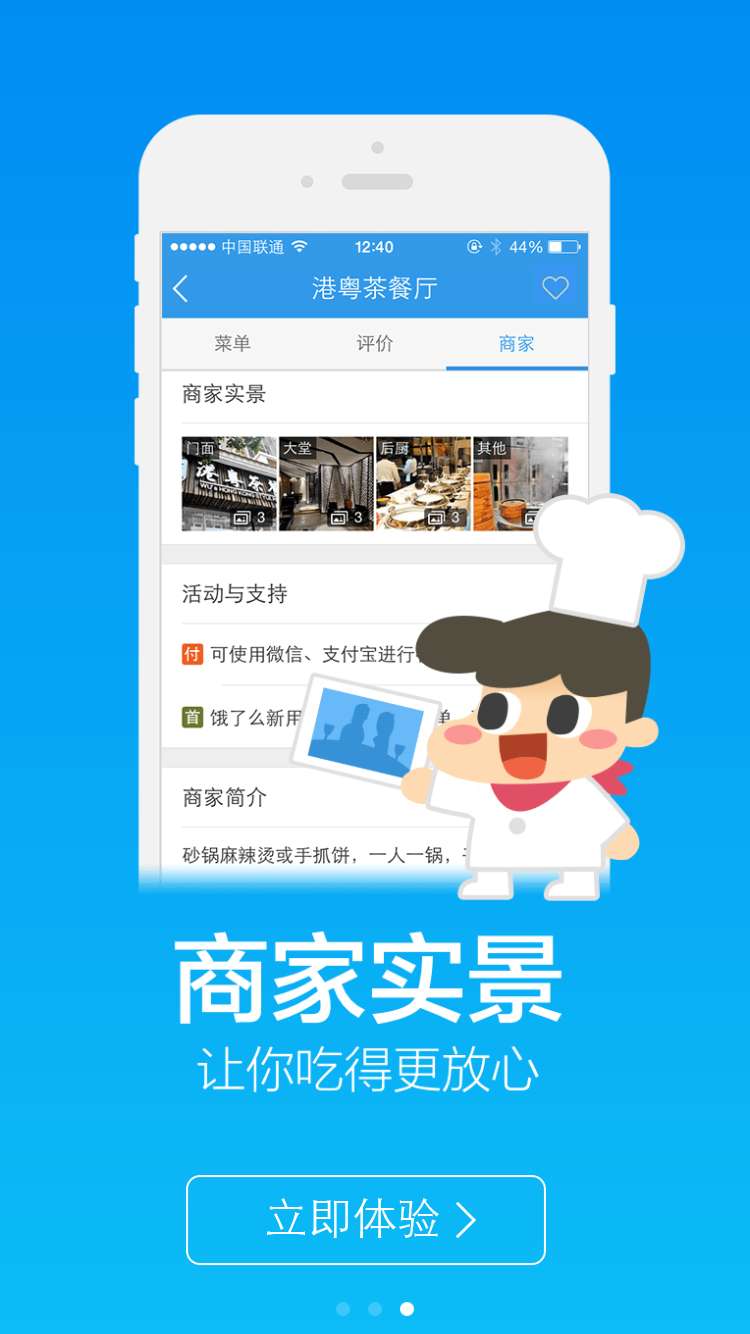 中国联通 12:40 44%
港粤茶餐厅
菜单 评价 商家
商家实景
门面 大堂 后厨 其他
港粤茶餐
3 3 3
活动与支持
付 可使用微信、支付宝进行
首 饿了么新用 单
商家简介
砂锅麻辣烫或手抓饼，一人一锅，
商家实景
让你吃得更放心
立即体验